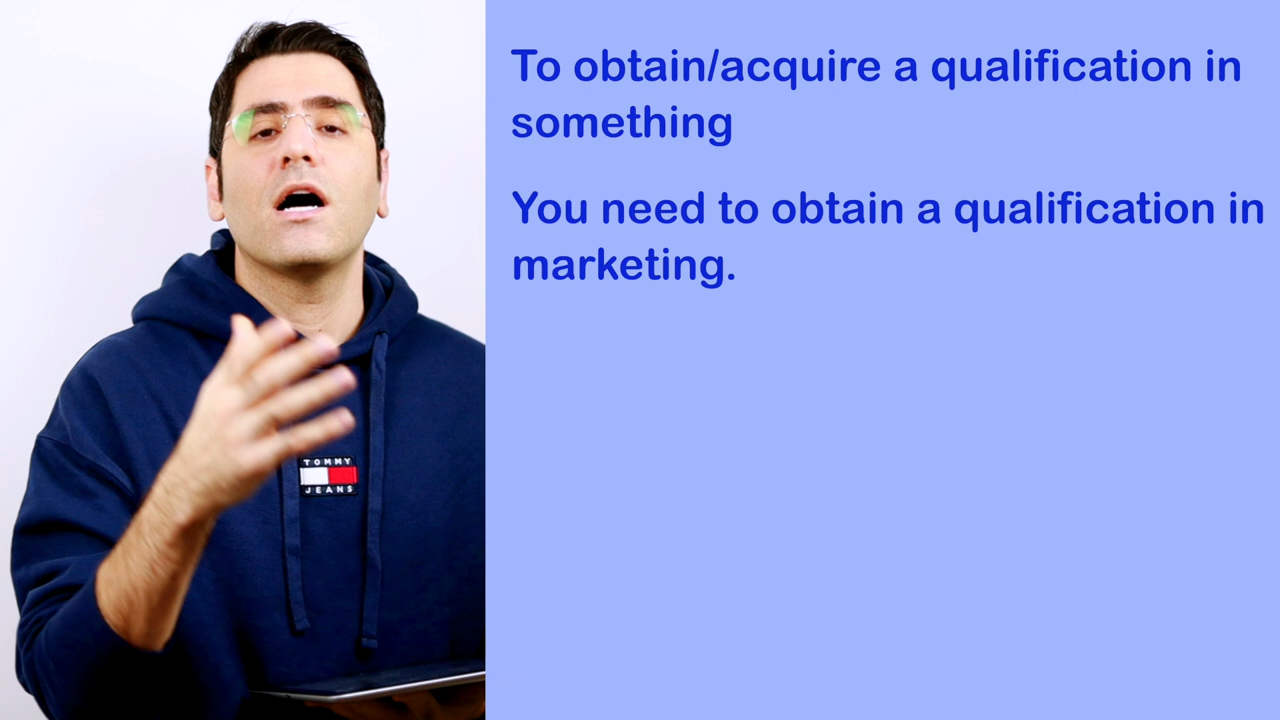 To obtain/acquire a qualification in
something
You need to obtain a qualification in
marketing.
TOMMY
JEANS